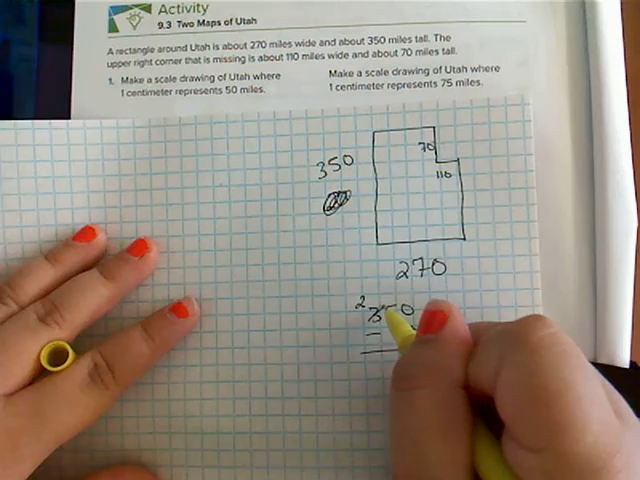 Activity
9.3 Two Maps of Utah
A rectangle around Utah is about 270 miles wide and about 350 miles tall. The
upper right corner that is missing is about 110 miles wide and about 70 miles tall.
1. Make a scale drawing of Utah where
1 centimeter represents 50 miles.
Make a scale drawing of Utah where
1 centimeter represents 75 miles.
70
350
110
270
2
350